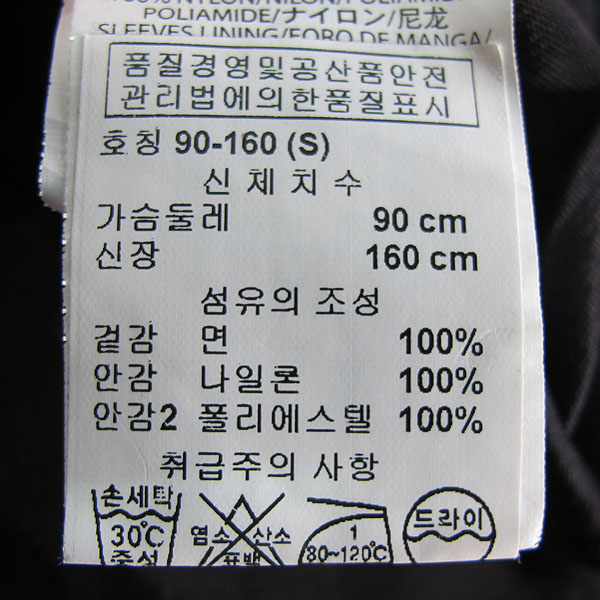 POLIAMIDE/ナイロン/尼龙
SLEEVES LINING/FORO DE MANGA/
품질경영및공산품안전
관리법에의한품질표시
호칭 90-160 (S)
신체치수
가슴둘레 90 cm
신장 160 cm
섬유의 조성
겉감 면 100%
안감 나일론 100%
안감2 폴리에스텔 100%
취급주의 사항
손세탁
30℃
중성
염소 산소
표백
1
80~120℃
드라이